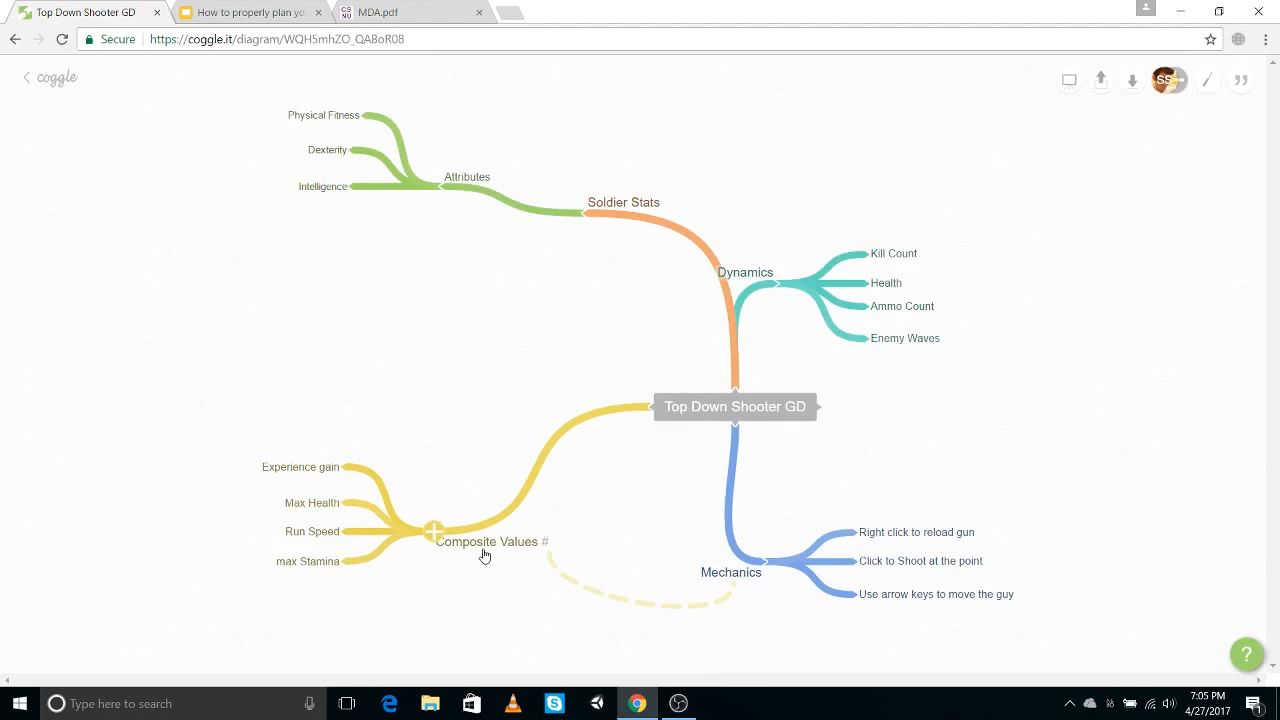 Top Down Shooter GD
How to properly plan yo
MDA.pdf
Secure
https://coggle.it/diagram/WQH5mhZO_QABoR08
coggle
SS
Physical Fitness
Dexterity
Intelligence
Attributes
Soldier Stats
Dynamics
Kill Count
Health
Ammo Count
Enemy Waves
Top Down Shooter GD
Experience gain
Max Health
Run Speed
max Stamina
Composite Values #
Mechanics
Right click to reload gun
Click to Shoot at the point
Use arrow keys to move the guy
?
Type here to search
7:05 PM
4/27/2017